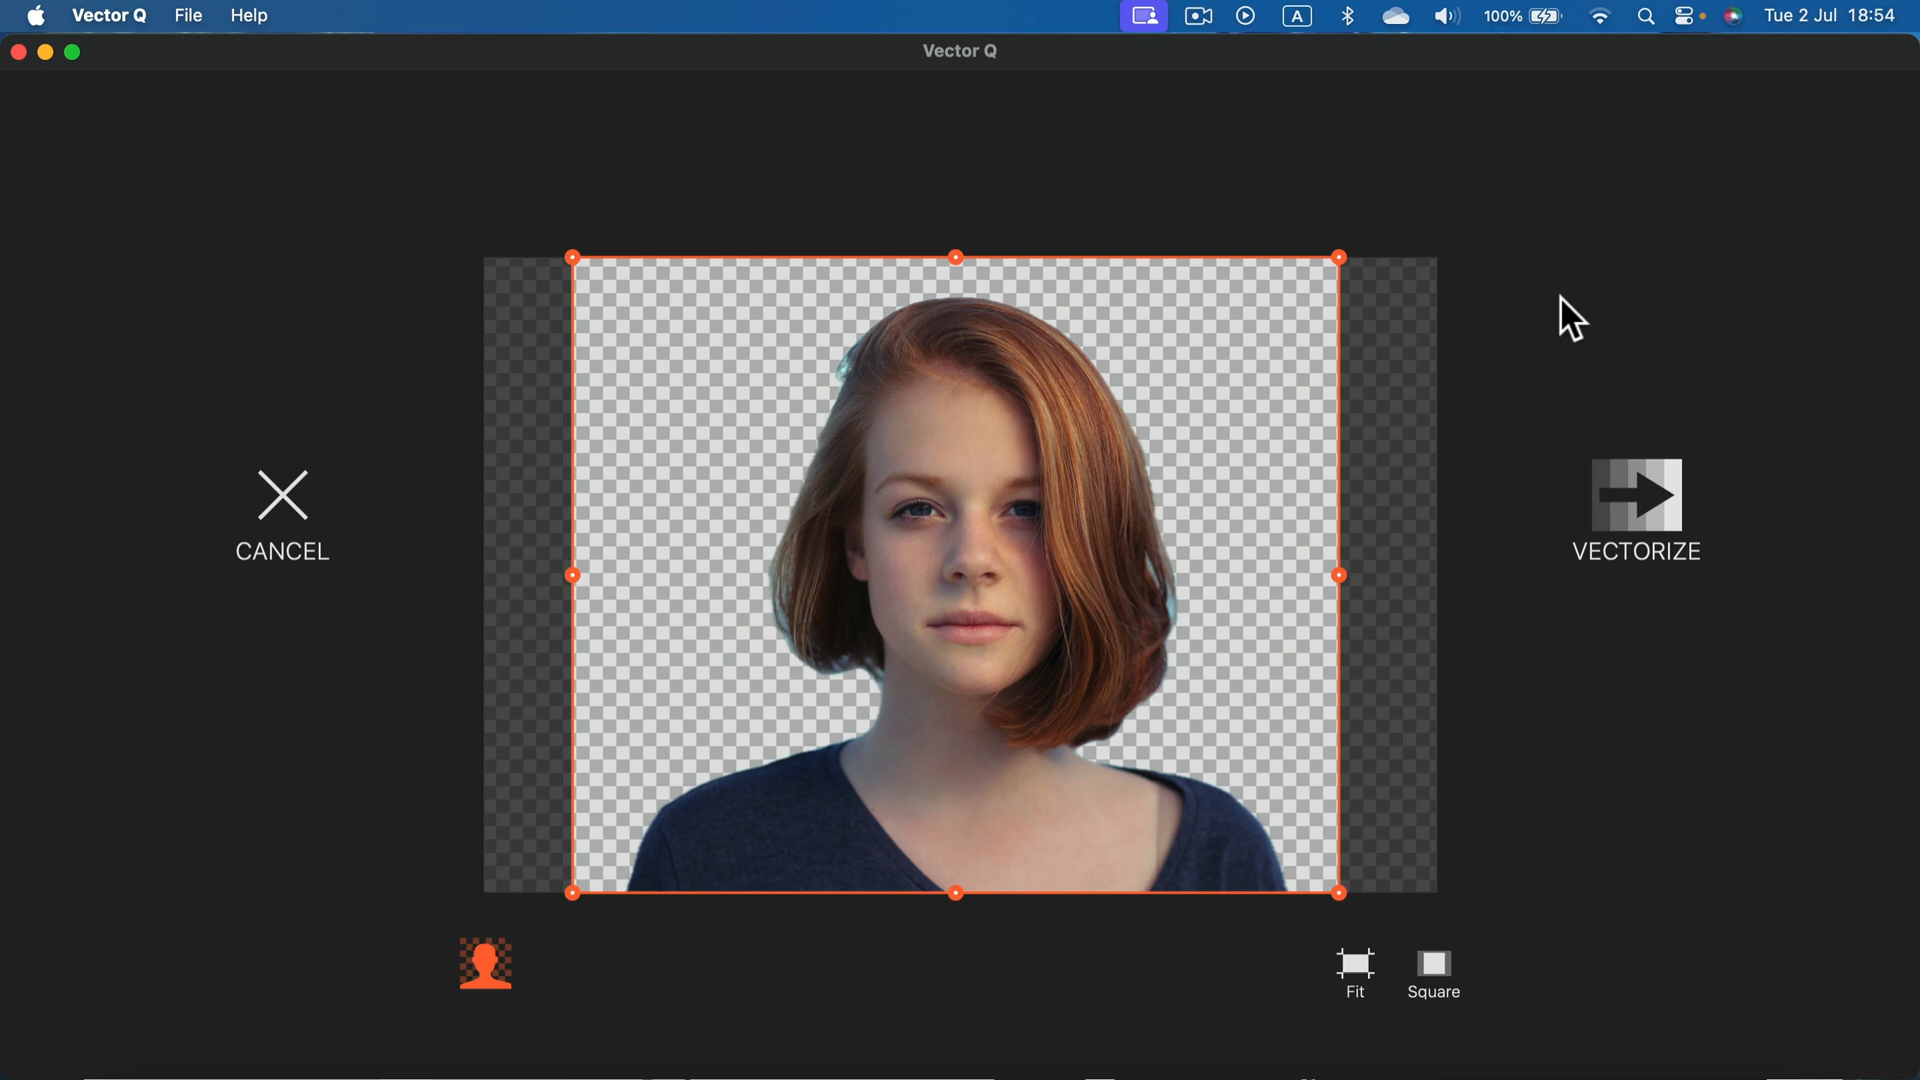 Vector Q File Help
A 100% Tue 2 Jul 18:54
Vector Q
CANCEL
VECTORIZE
Fit
Square